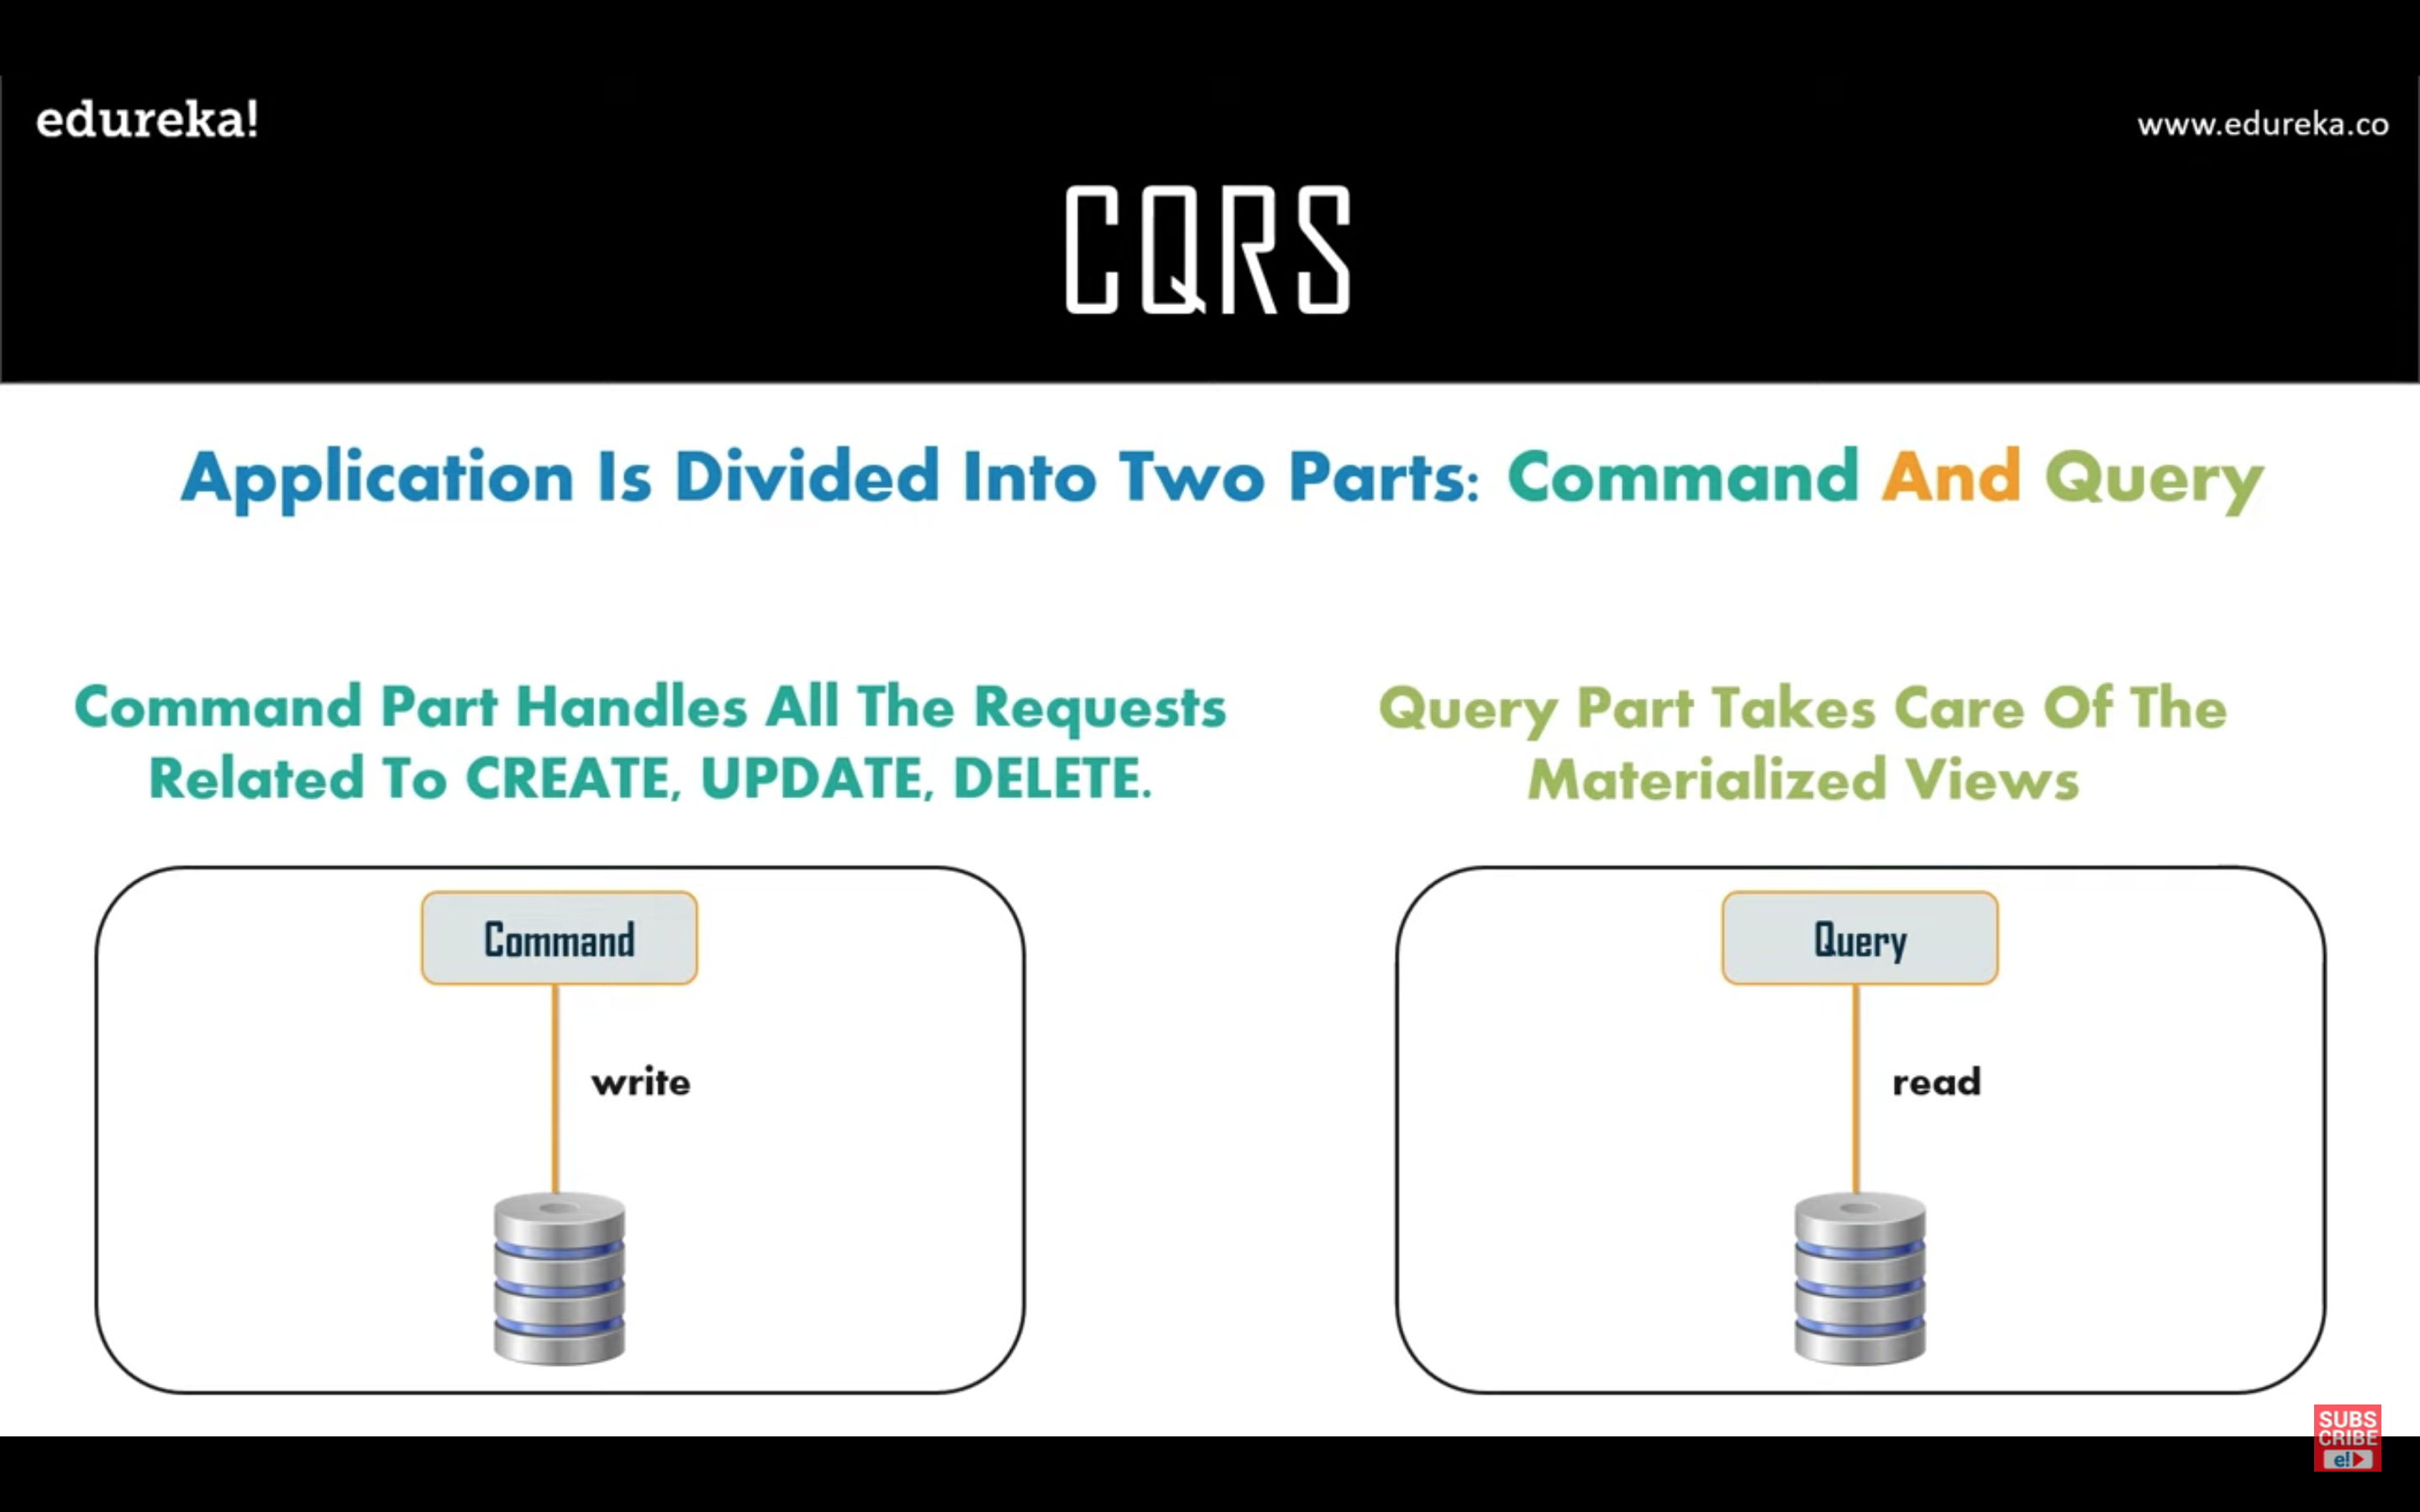 edureka!
www.edureka.co
CQRS
Application Is Divided Into Two Parts: Command And Query
Command Part Handles All The Requests
Related To CREATE, UPDATE, DELETE.
Query Part Takes Care Of The
Materialized Views
Command
write
Query
read
SUBS
CRIBE
e!